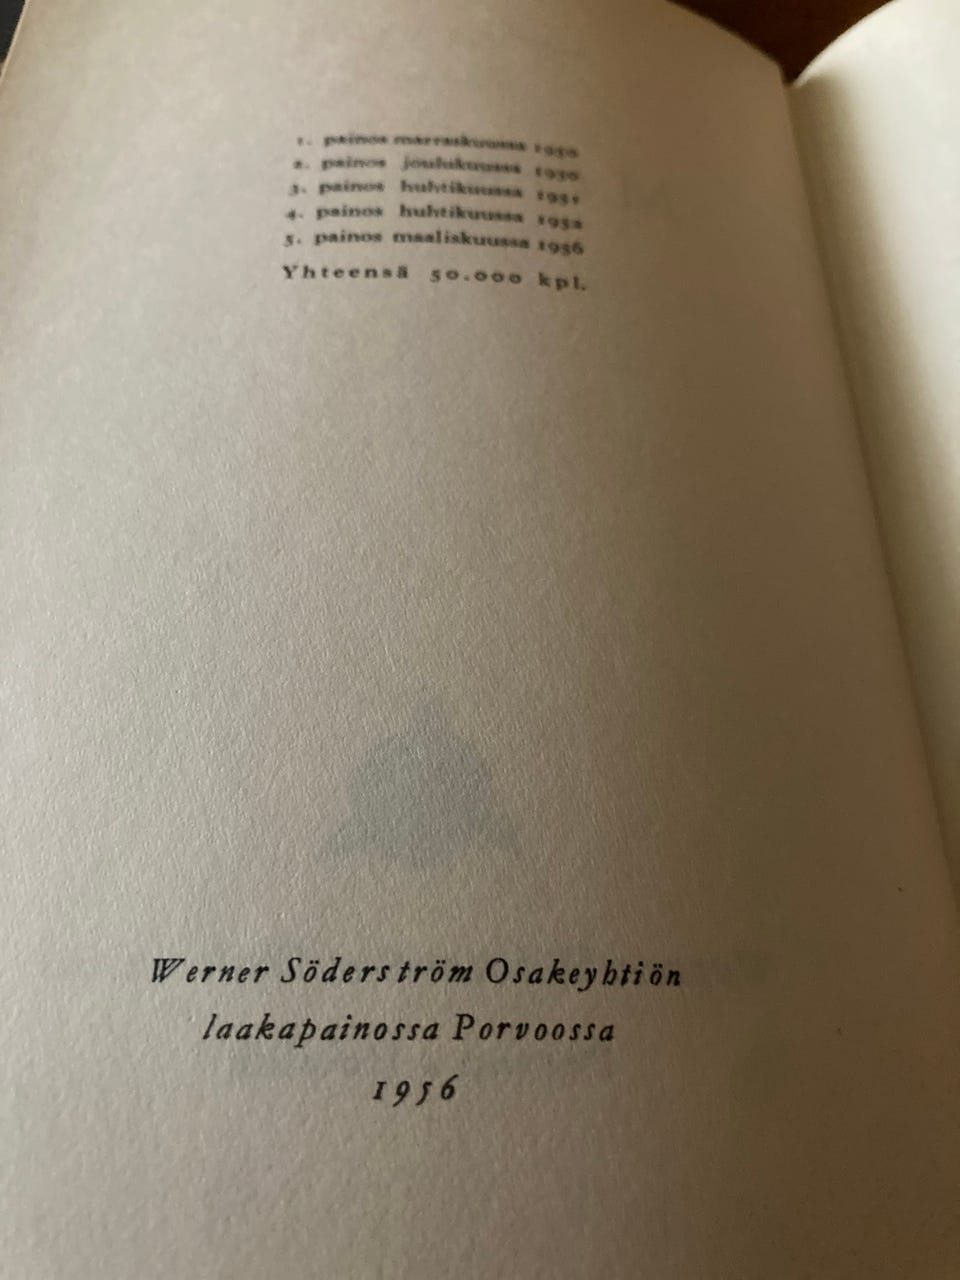 1. painos marraskuussa 1950
2. painos joulukuussa 1950
3. painos huhtikuussa 1951
4. painos huhtikuussa 1952
5. painos maaliskuussa 1956
Yhteensä 50.000 kpl.
Werner Söderström Osakeyhtiön
laakapainossa Porvoossa
1956